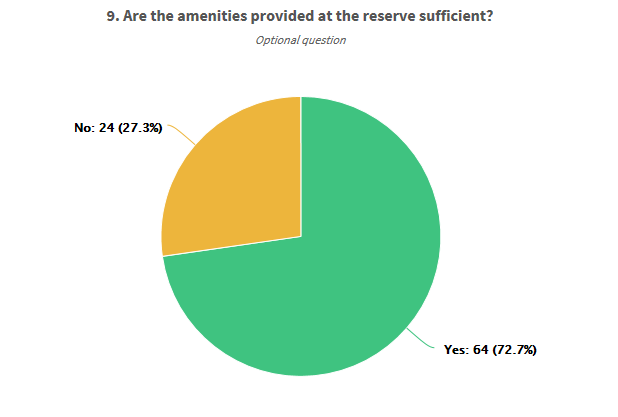 9. Are the amenities provided at the reserve sufficient?
Optional question
No: 24 (27.3%)
Yes: 64 (72.7%)